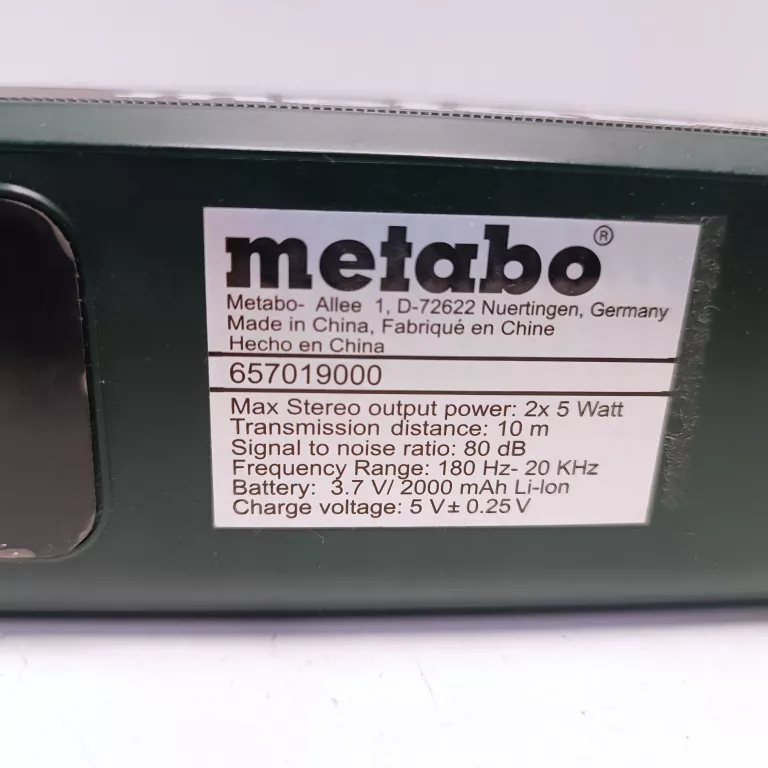 metabo®
Metabo- Allee 1, D-72622 Nuertingen, Germany
Made in China, Fabriqué en Chine
Hecho en China
657019000
Max Stereo output power: 2x 5 Watt
Transmission distance: 10 m
Signal to noise ratio: 80 dB
Frequency Range: 180 Hz- 20 KHz
Battery: 3.7 V/ 2000 mAh Li-Ion
Charge voltage: 5 V± 0.25 V